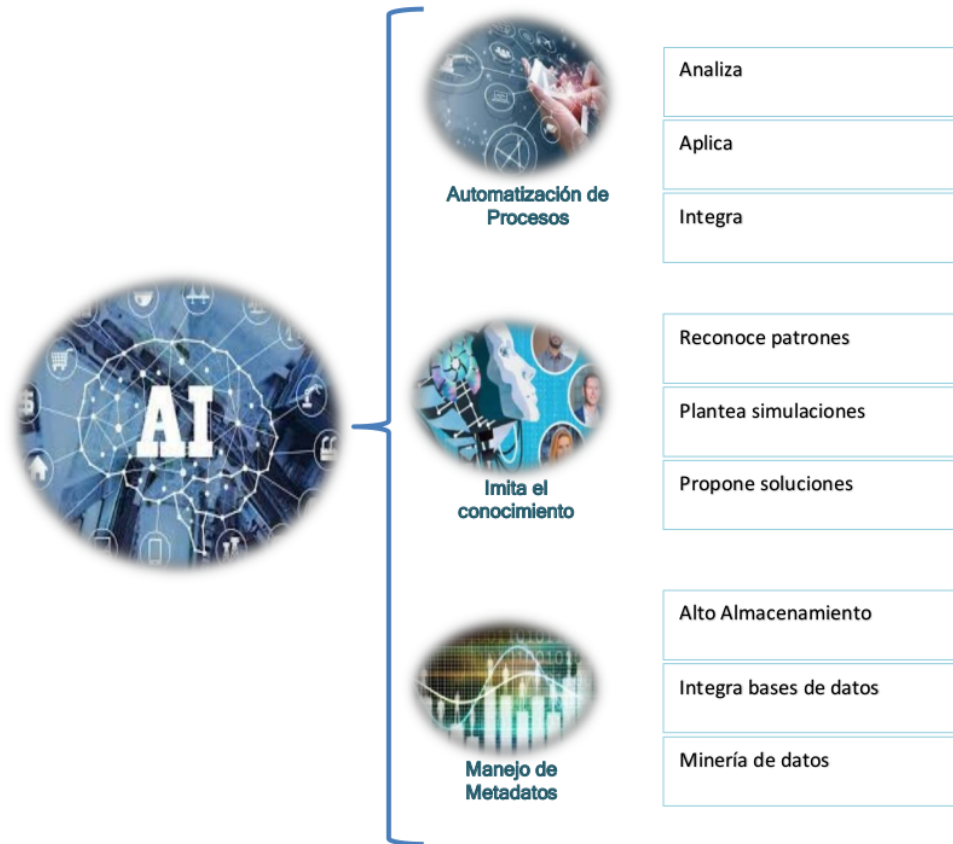 AI
Automatización de
Procesos
Analiza
Aplica
Integra
Imita el
conocimiento
Reconoce patrones
Plantea simulaciones
Propone soluciones
Manejo de
Metadatos
Alto Almacenamiento
Integra bases de datos
Minería de datos